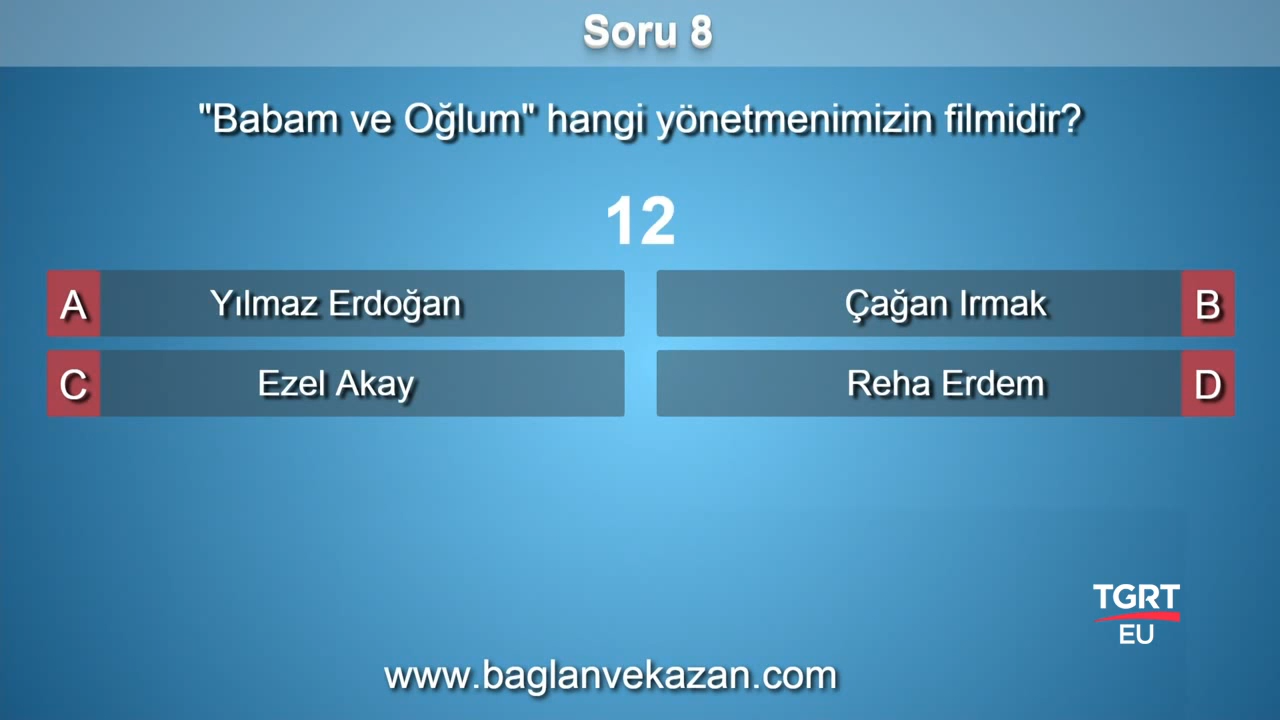 Soru 8
"Babam ve Oğlum" hangi yönetmenimizin filmidir?
12
A Yılmaz Erdoğan
Çağan Irmak B
C Ezel Akay
Reha Erdem D
TGRT
EU
www.baglanvekazan.com